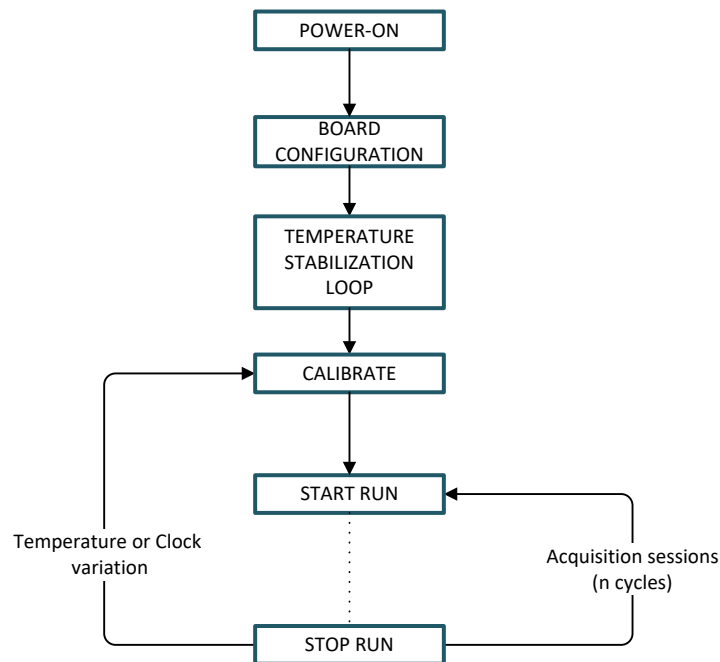 POWER-ON
BOARD
CONFIGURATION
TEMPERATURE
STABILIZATION
LOOP
CALIBRATE
START RUN
Temperature or Clock
variation
Acquisition sessions
(n cycles)
STOP RUN